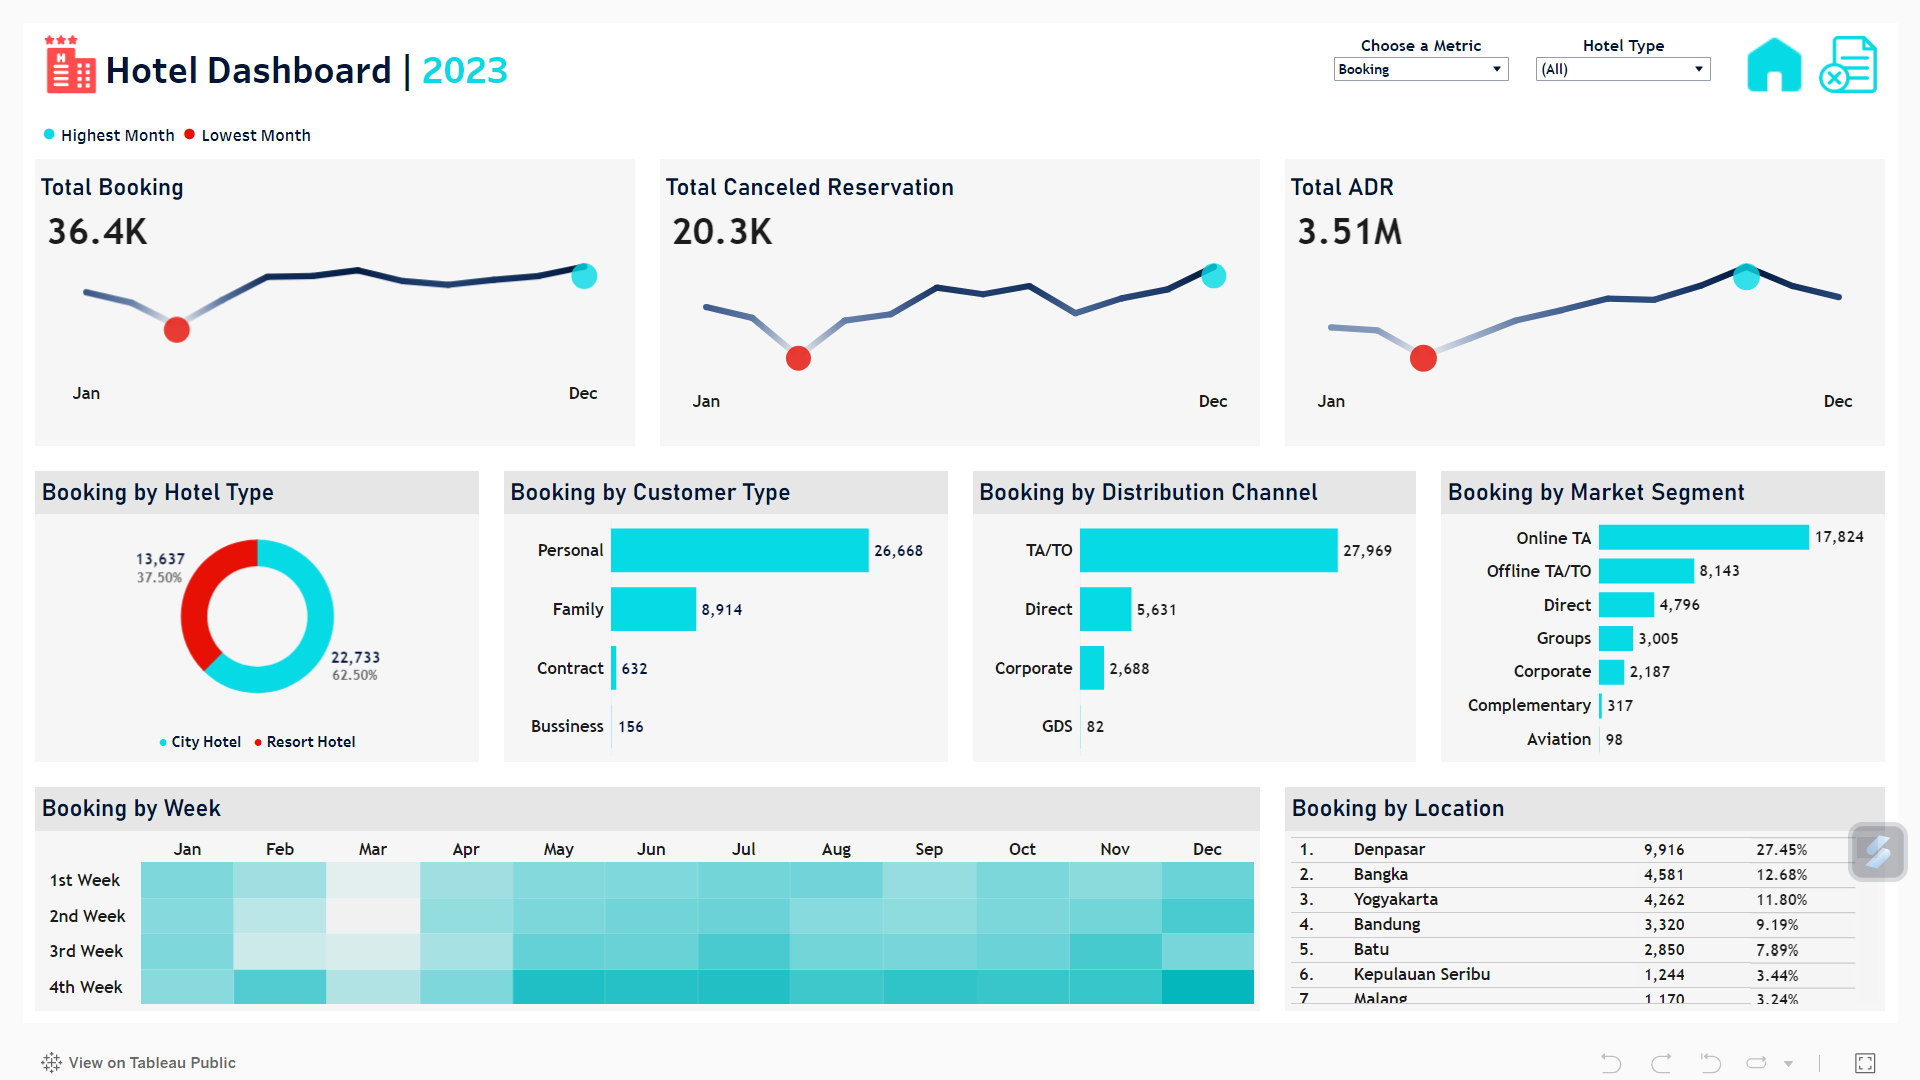 Hotel Dashboard | 2023
Choose a Metric
Booking
Hotel Type
(All)
Highest Month Lowest Month
Total Booking
36.4K
Jan Dec
Total Canceled Reservation
20.3K
Jan Dec
Total ADR
3.51M
Jan Dec
Booking by Hotel Type
13,637
37.50%
22,733
62.50%
City Hotel Resort Hotel
Booking by Customer Type
Personal 26,668
Family 8,914
Contract 632
Bussiness 156
Booking by Distribution Channel
TA/TO 27,969
Direct 5,631
Corporate 2,688
GDS 82
Booking by Market Segment
Online TA 17,824
Offline TA/TO 8,143
Direct 4,796
Groups 3,005
Corporate 2,187
Complementary 317
Aviation 98
Booking by Week
Jan Feb Mar Apr May Jun Jul Aug Sep Oct Nov Dec
1st Week
2nd Week
3rd Week
4th Week
Booking by Location
1. Denpasar 9,916 27.45%
2. Bangka 4,581 12.68%
3. Yogyakarta 4,262 11.80%
4. Bandung 3,320 9.19%
5. Batu 2,850 7.89%
6. Kepulauan Seribu 1,244 3.44%
7 Malang 1,170 3.24%
View on Tableau Public